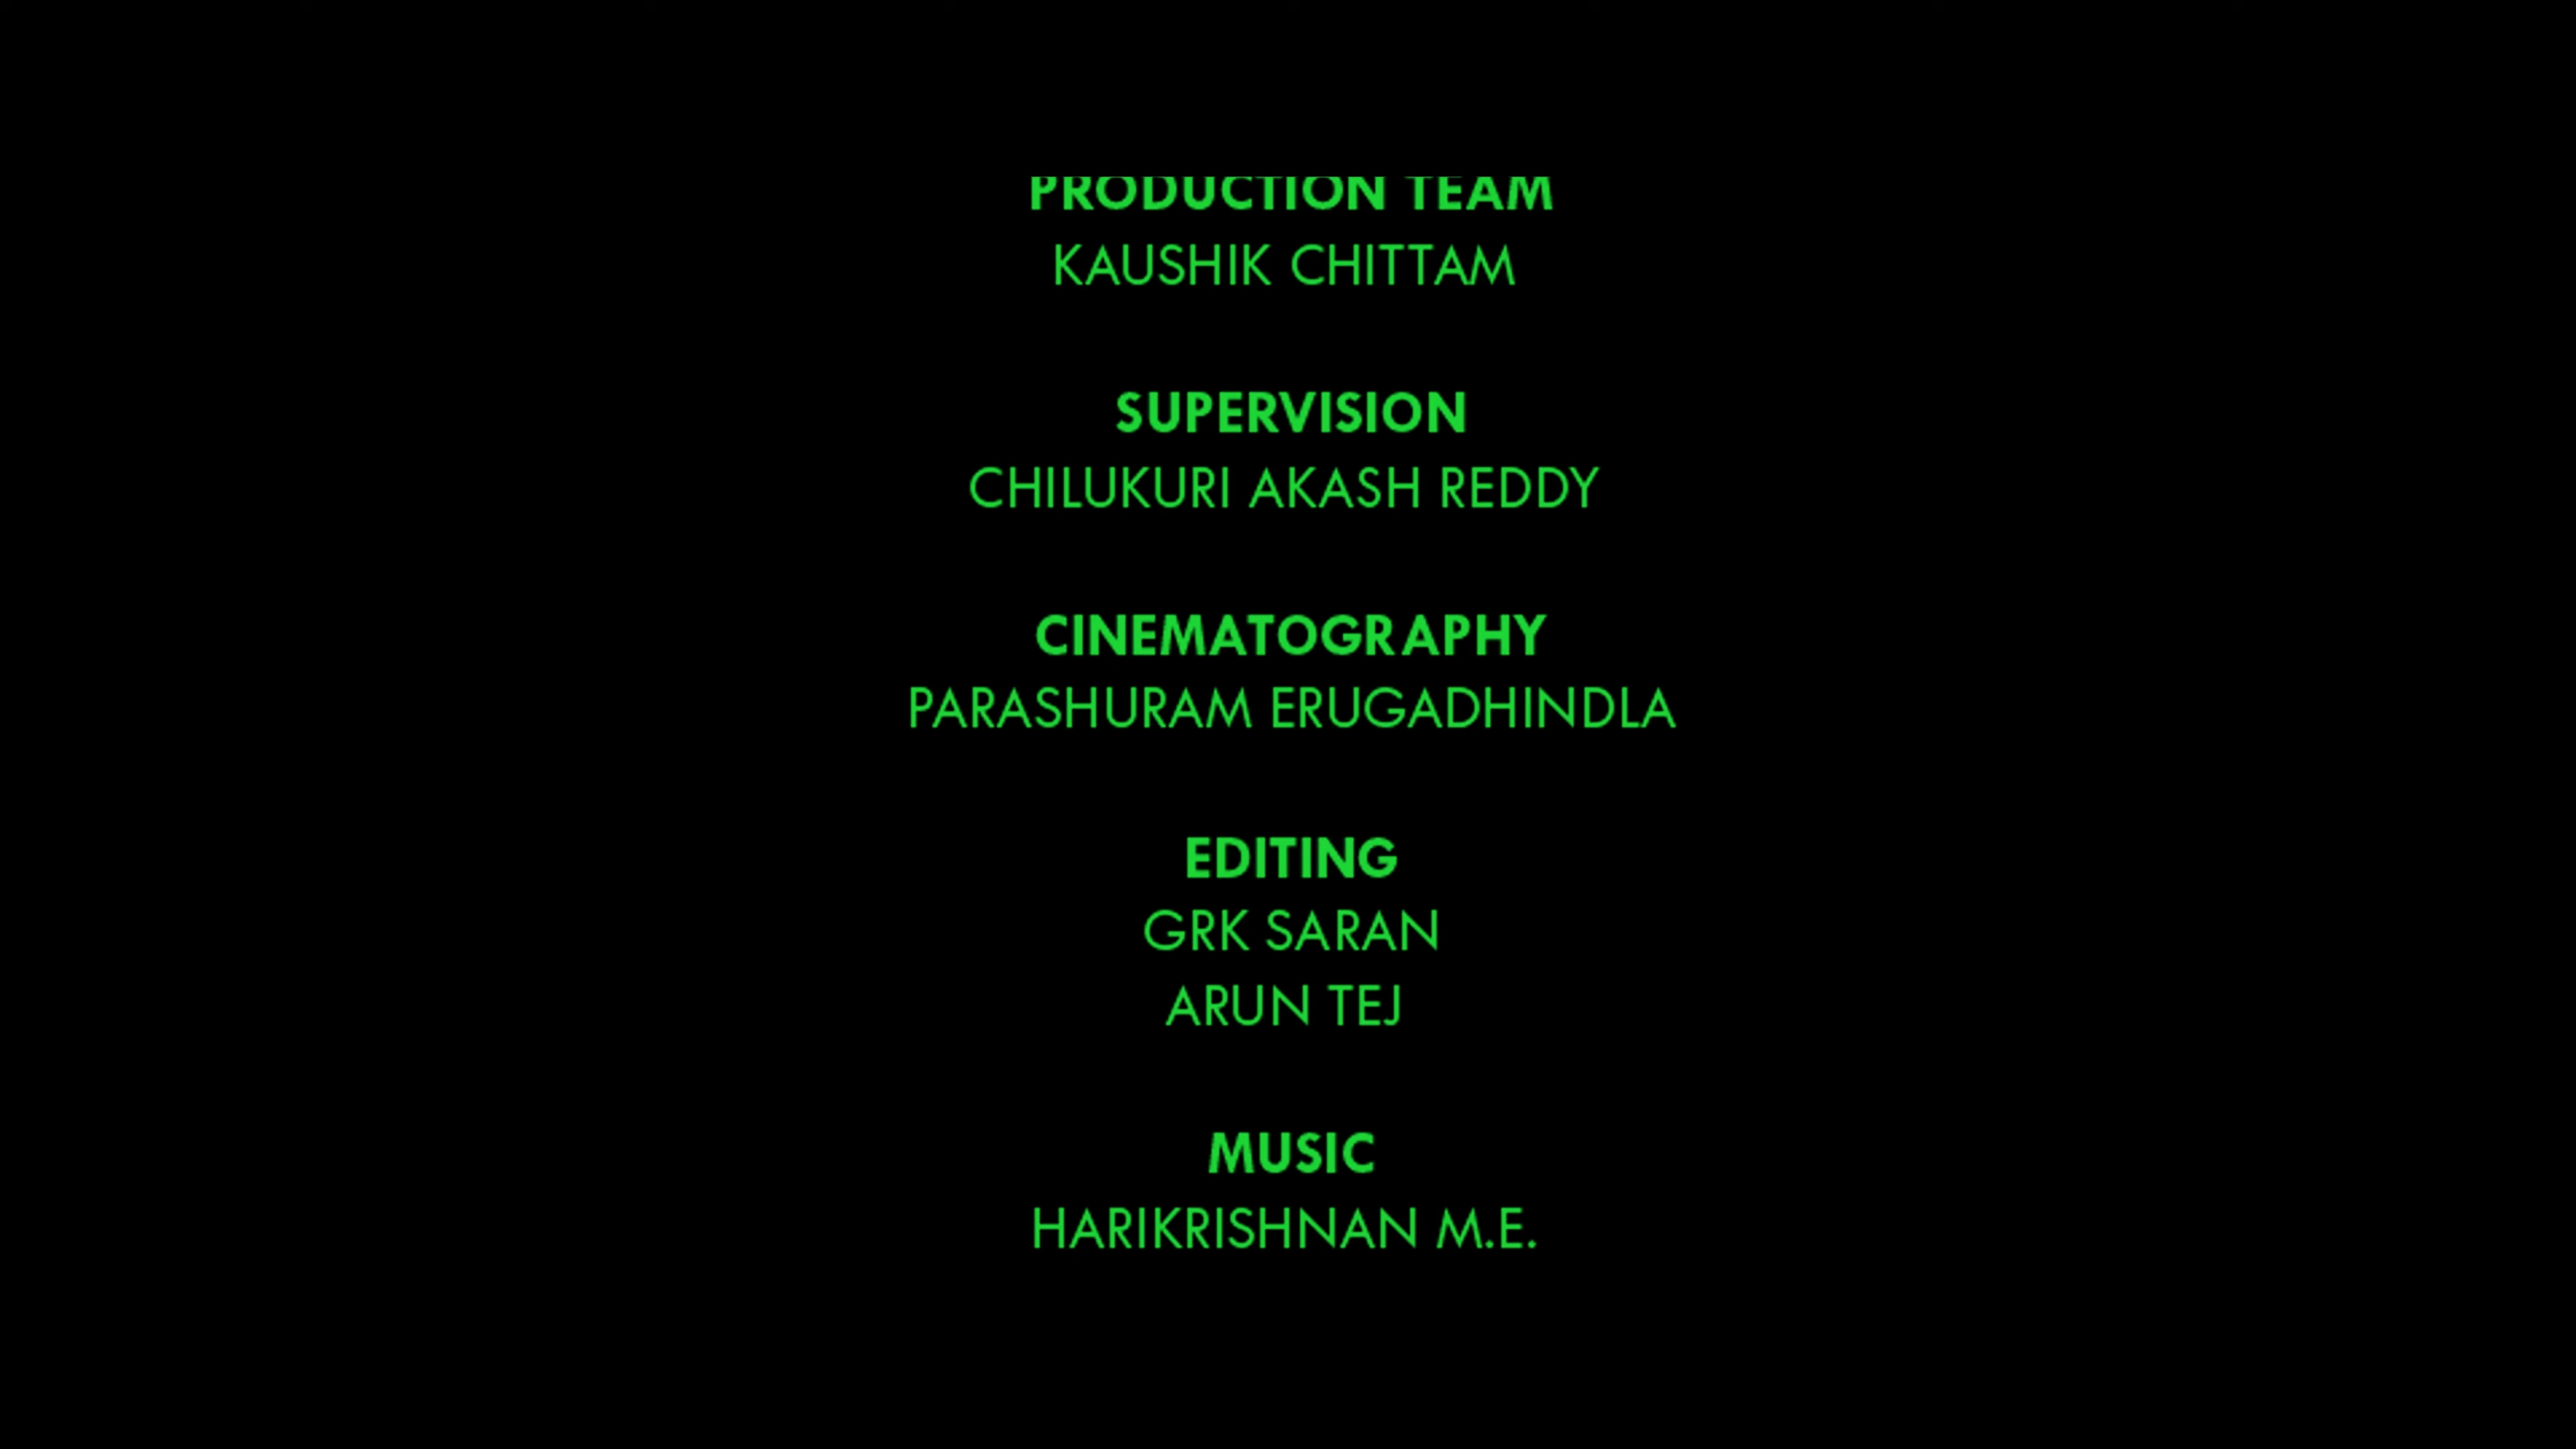 PRODUCTION TEAM
KAUSHIK CHITTAM
SUPERVISION
CHILUKURI AKASH REDDY
CINEMATOGRAPHY
PARASHURAM ERUGADHINDLA
EDITING
GRK SARAN
ARUN TEJ
MUSIC
HARIKRISHNAN M.E.